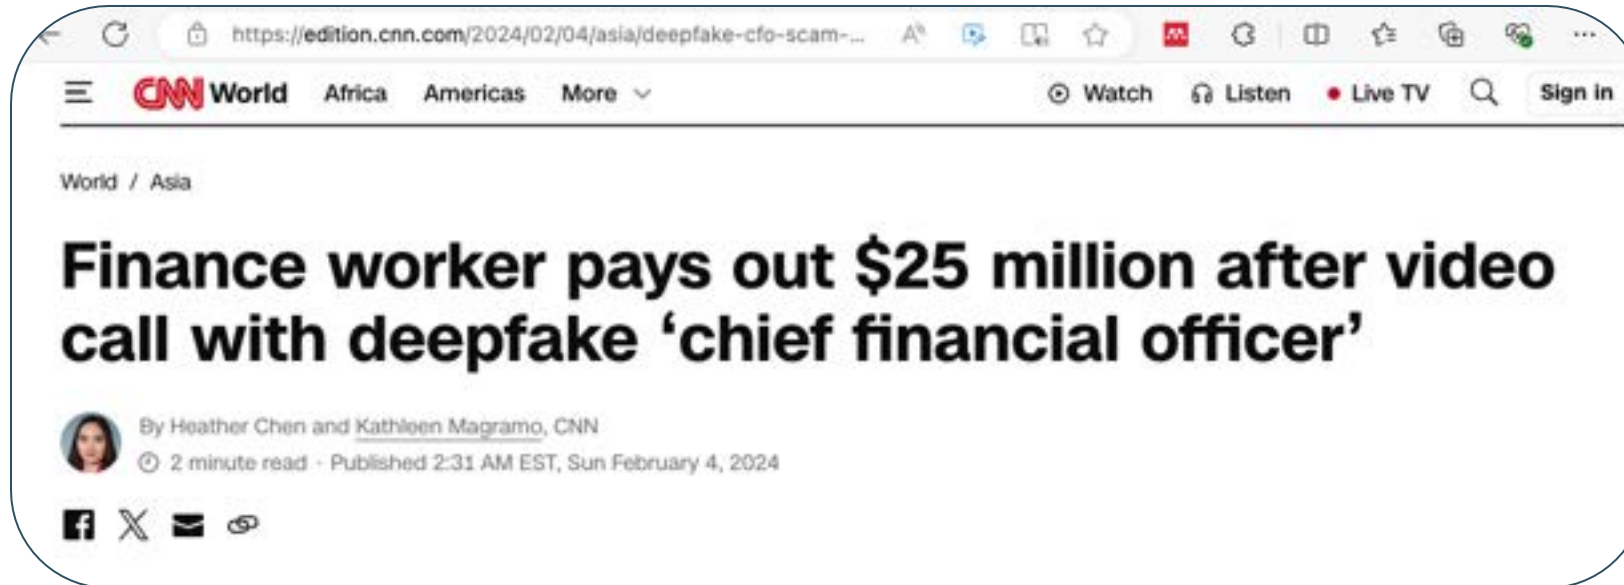 https://edition.cnn.com/2024/02/04/asia/deepfake-cfo-scam-...
CNN World Africa Americas More Watch Listen Live TV Sign in
World / Asia
Finance worker pays out $25 million after video
call with deepfake ‘chief financial officer’
By Heather Chen and Kathleen Magramo, CNN
2 minute read · Published 2:31 AM EST, Sun February 4, 2024